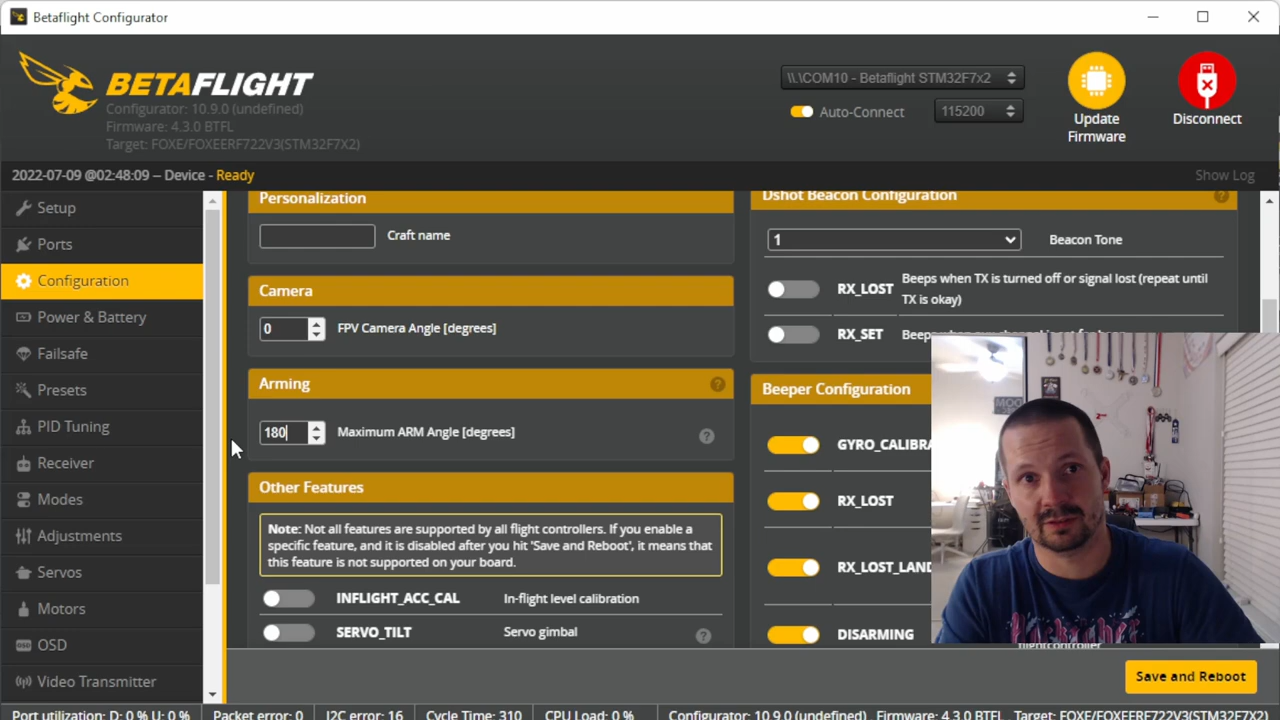 Betaflight Configurator
BETAFLIGHT
Configurator: 10.9.0 (undefined)
Firmware: 4.3.0 BTFL
Target: FOXE/FOXEERF722V3(STM32F7X2)
\\.\COM10 - Betaflight STM32F7x2
Auto-Connect
115200
Update
Firmware
Disconnect
2022-07-09 @02:48:09 -- Device - Ready
Show Log
Setup
Ports
Configuration
Power & Battery
Failsafe
Presets
PID Tuning
Receiver
Modes
Adjustments
Servos
Motors
OSD
Video Transmitter
Personalization
Craft name
Camera
0
FPV Camera Angle [degrees]
Arming
180
Maximum ARM Angle [degrees]
Other Features
Note: Not all features are supported by all flight controllers. If you enable a
specific feature, and it is disabled after you hit 'Save and Reboot', it means that
this feature is not supported on your board.
INFLIGHT_ACC_CAL In-flight level calibration
SERVO_TILT Servo gimbal
Dshot Beacon Configuration
1
Beacon Tone
RX_LOST
Beeps when TX is turned off or signal lost (repeat until
TX is okay)
RX_SET
Beeper Configuration
GYRO_CALIBRA
RX_LOST
RX_LOST_LAND
DISARMING
flightcontroller
Save and Reboot
Port utilization: D: 0 % U: 0 % Packet error: 0 I2C error: 16 Cycle Time: 310 CPU Load: 0 % Configurator: 10.9.0 (undefined) Firmware: 4.3.0 BTFL Target: FOXE/FOXEERF722V3(STM32F7X2)